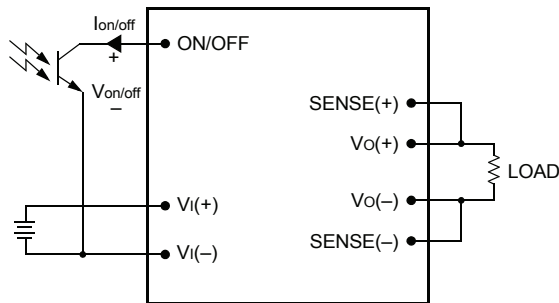 Ion/off
+
ON/OFF
Von/off
–
SENSE(+)
VO(+)
LOAD
VO(–)
SENSE(–)
VI(+)
VI(–)